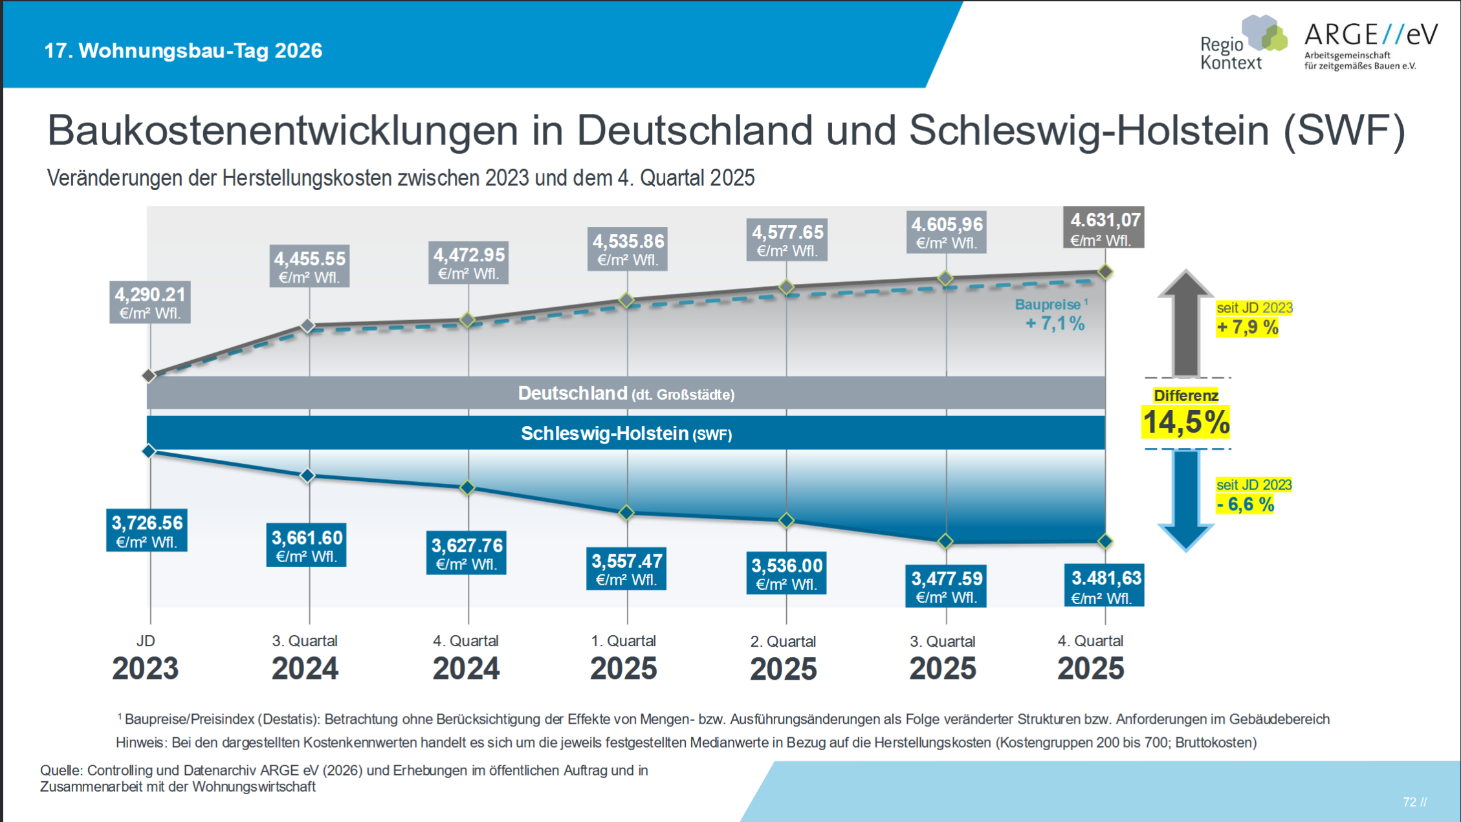 17. Wohnungsbau-Tag 2026
Regio
Kontext
ARGE//eV
Arbeitsgemeinschaft
für zeitgemäßes Bauen e.V.
Baukostenentwicklungen in Deutschland und Schleswig-Holstein (SWF)
Veränderungen der Herstellungskosten zwischen 2023 und dem 4. Quartal 2025
4,290.21
€/m² Wfl.
4,455.55
€/m² Wfl.
4,472.95
€/m² Wfl.
4,535.86
€/m² Wfl.
4,577.65
€/m² Wfl.
4.605,96
€/m² Wfl.
4.631,07
€/m² Wfl.
Baupreise ¹
+ 7,1%
seit JD 2023
+ 7,9 %
Deutschland (dt. Großstädte)
Schleswig-Holstein (SWF)
Differenz
14,5%
seit JD 2023
- 6,6 %
3,726.56
€/m² Wfl.
3,661.60
€/m² Wfl.
3,627.76
€/m² Wfl.
3,557.47
€/m² Wfl.
3,536.00
€/m² Wfl.
3,477.59
€/m² Wfl.
3.481,63
€/m² Wfl.
JD
2023
3. Quartal
2024
4. Quartal
2024
1. Quartal
2025
2. Quartal
2025
3. Quartal
2025
4. Quartal
2025
¹ Baupreise/Preisindex (Destatis): Betrachtung ohne Berücksichtigung der Effekte von Mengen- bzw. Ausführungsänderungen als Folge veränderter Strukturen bzw. Anforderungen im Gebäudebereich
Hinweis: Bei den dargestellten Kostenkennwerten handelt es sich um die jeweils festgestellten Medianwerte in Bezug auf die Herstellungskosten (Kostengruppen 200 bis 700; Bruttokosten)
Quelle: Controlling und Datenarchiv ARGE eV (2026) und Erhebungen im öffentlichen Auftrag und in
Zusammenarbeit mit der Wohnungswirtschaft
72 //